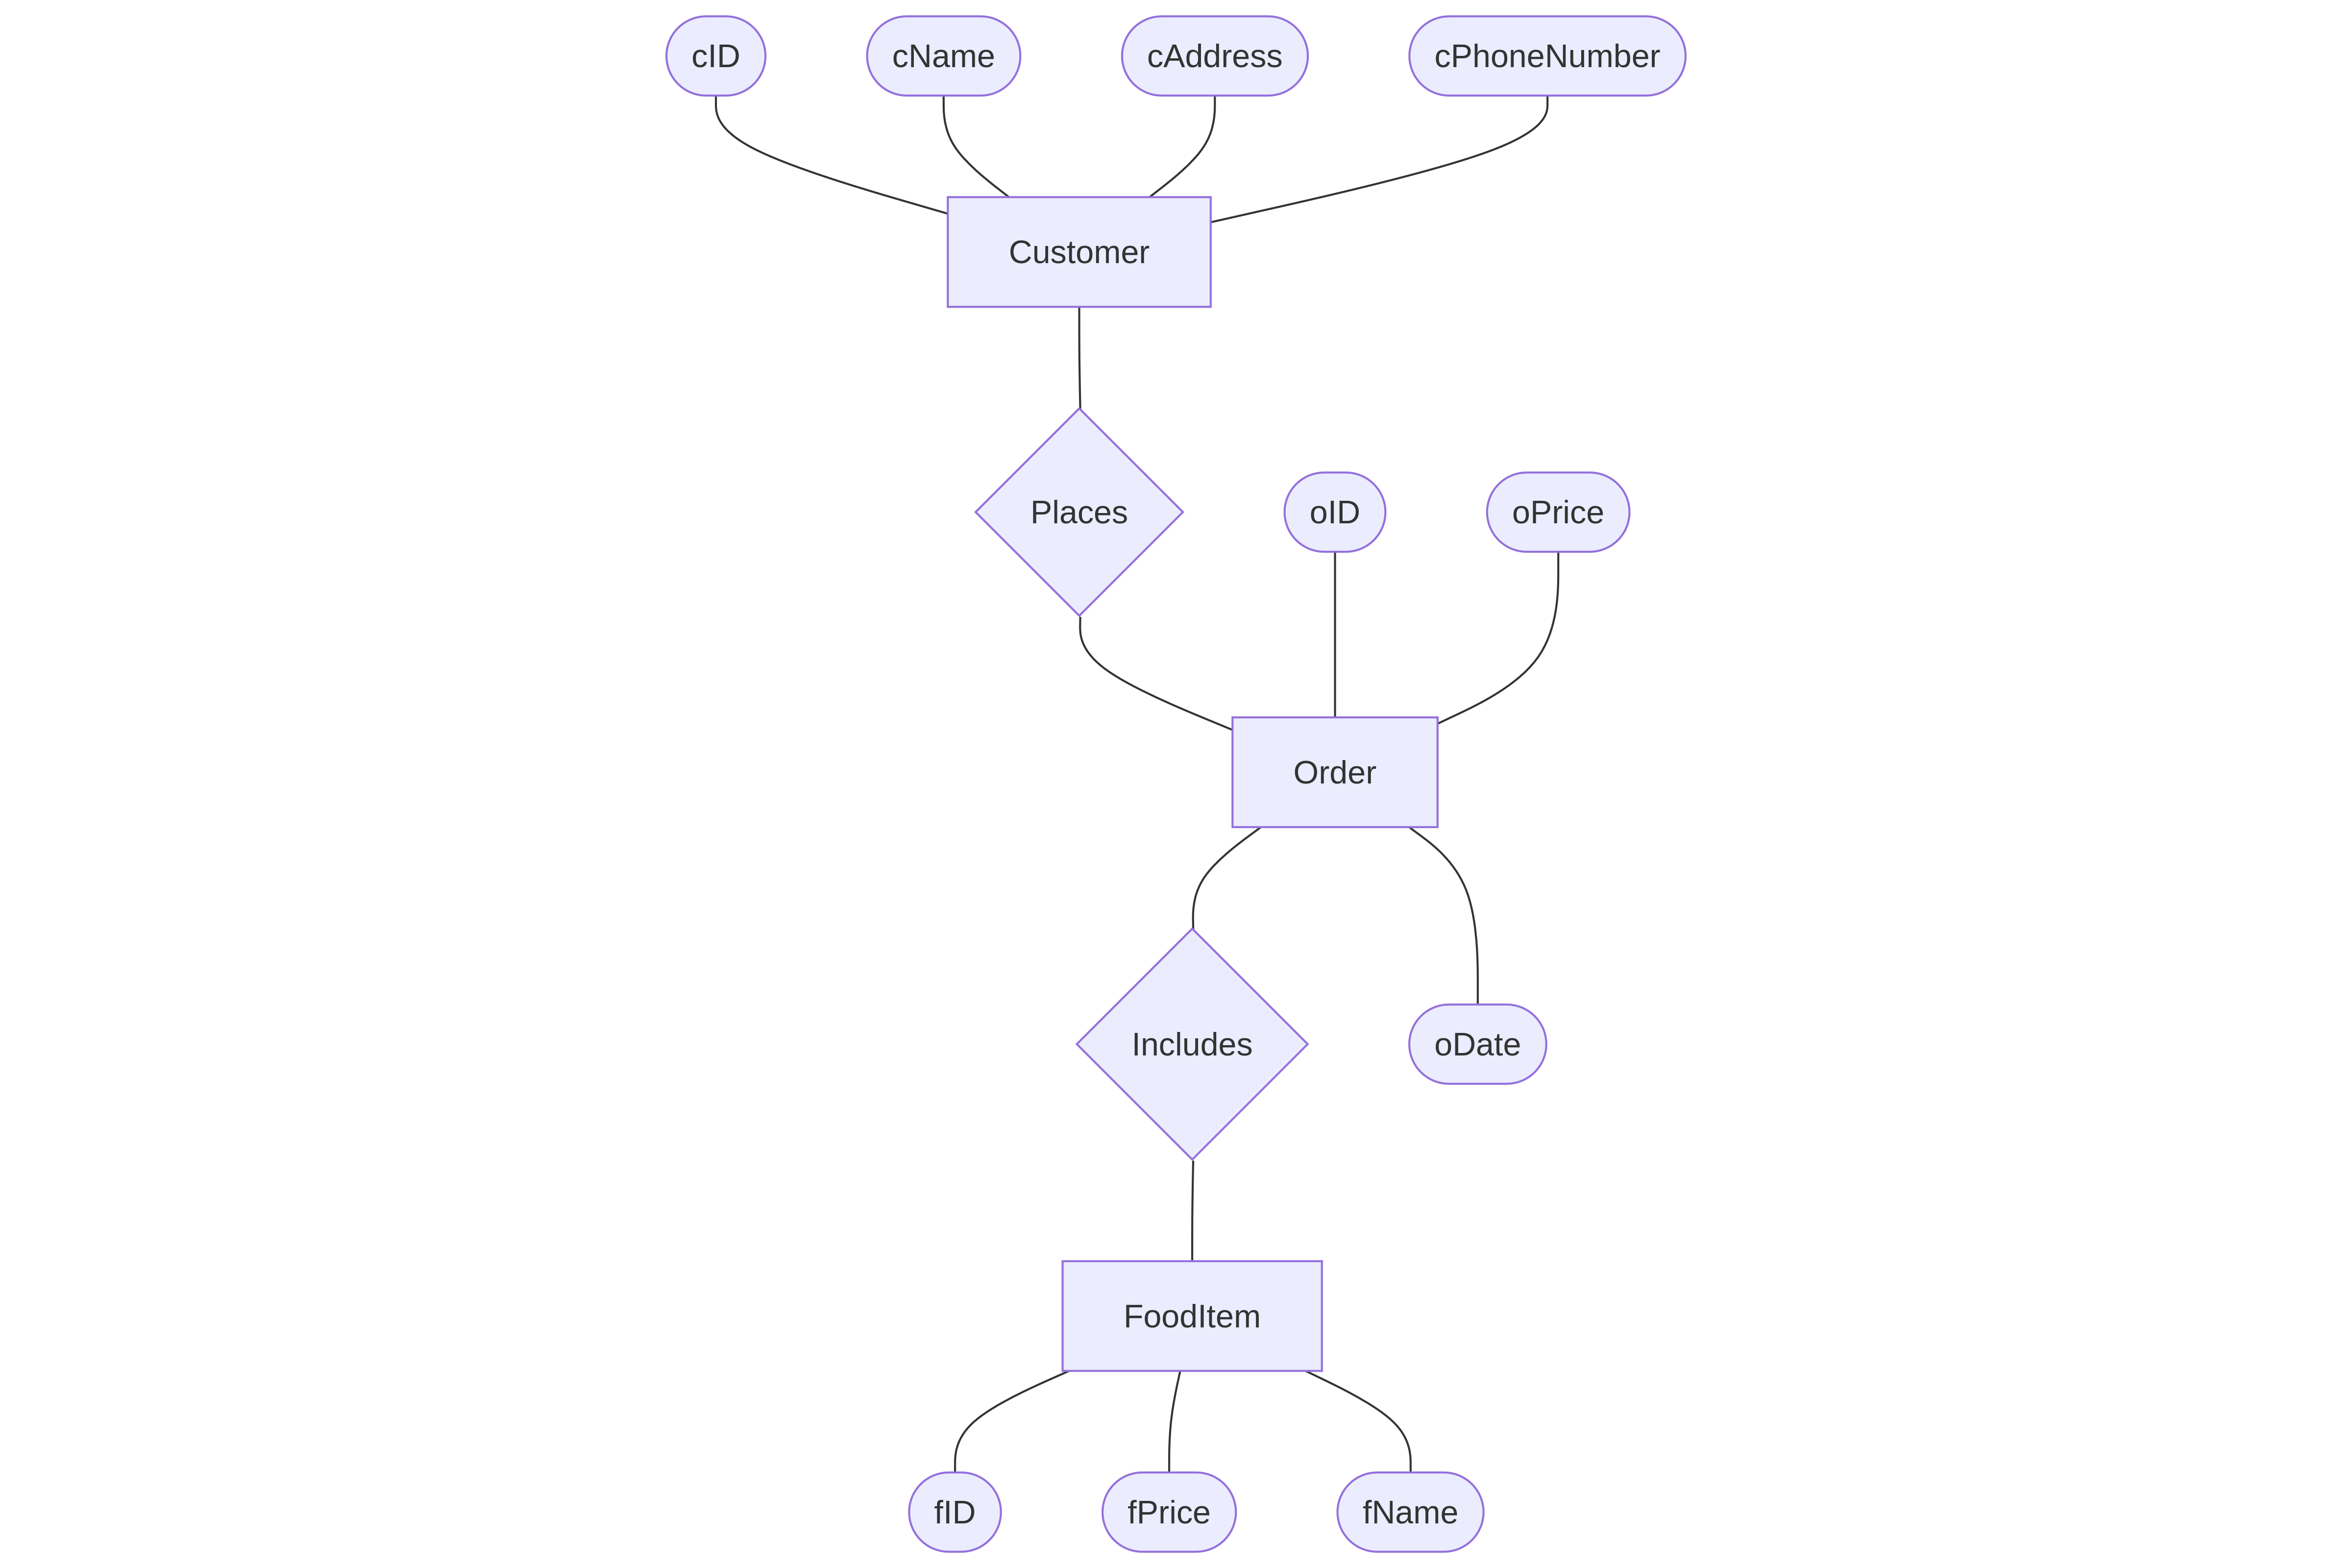 cID
cName
cAddress
cPhoneNumber
Customer
Places
oID
oPrice
Order
Includes
oDate
FoodItem
fID
fPrice
fName